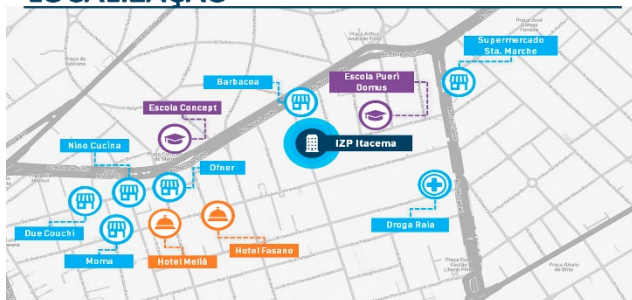 LOCALIZAÇÃO
Barbacoa
Escola Pueri
Domus
Supermercado
Sta. Marche
Escola Concept
IZP Itacema
Nino Cucina
Ofner
Due Couchi
Moma
Hotel Meliã
Hotel Fasano
Droga Raia